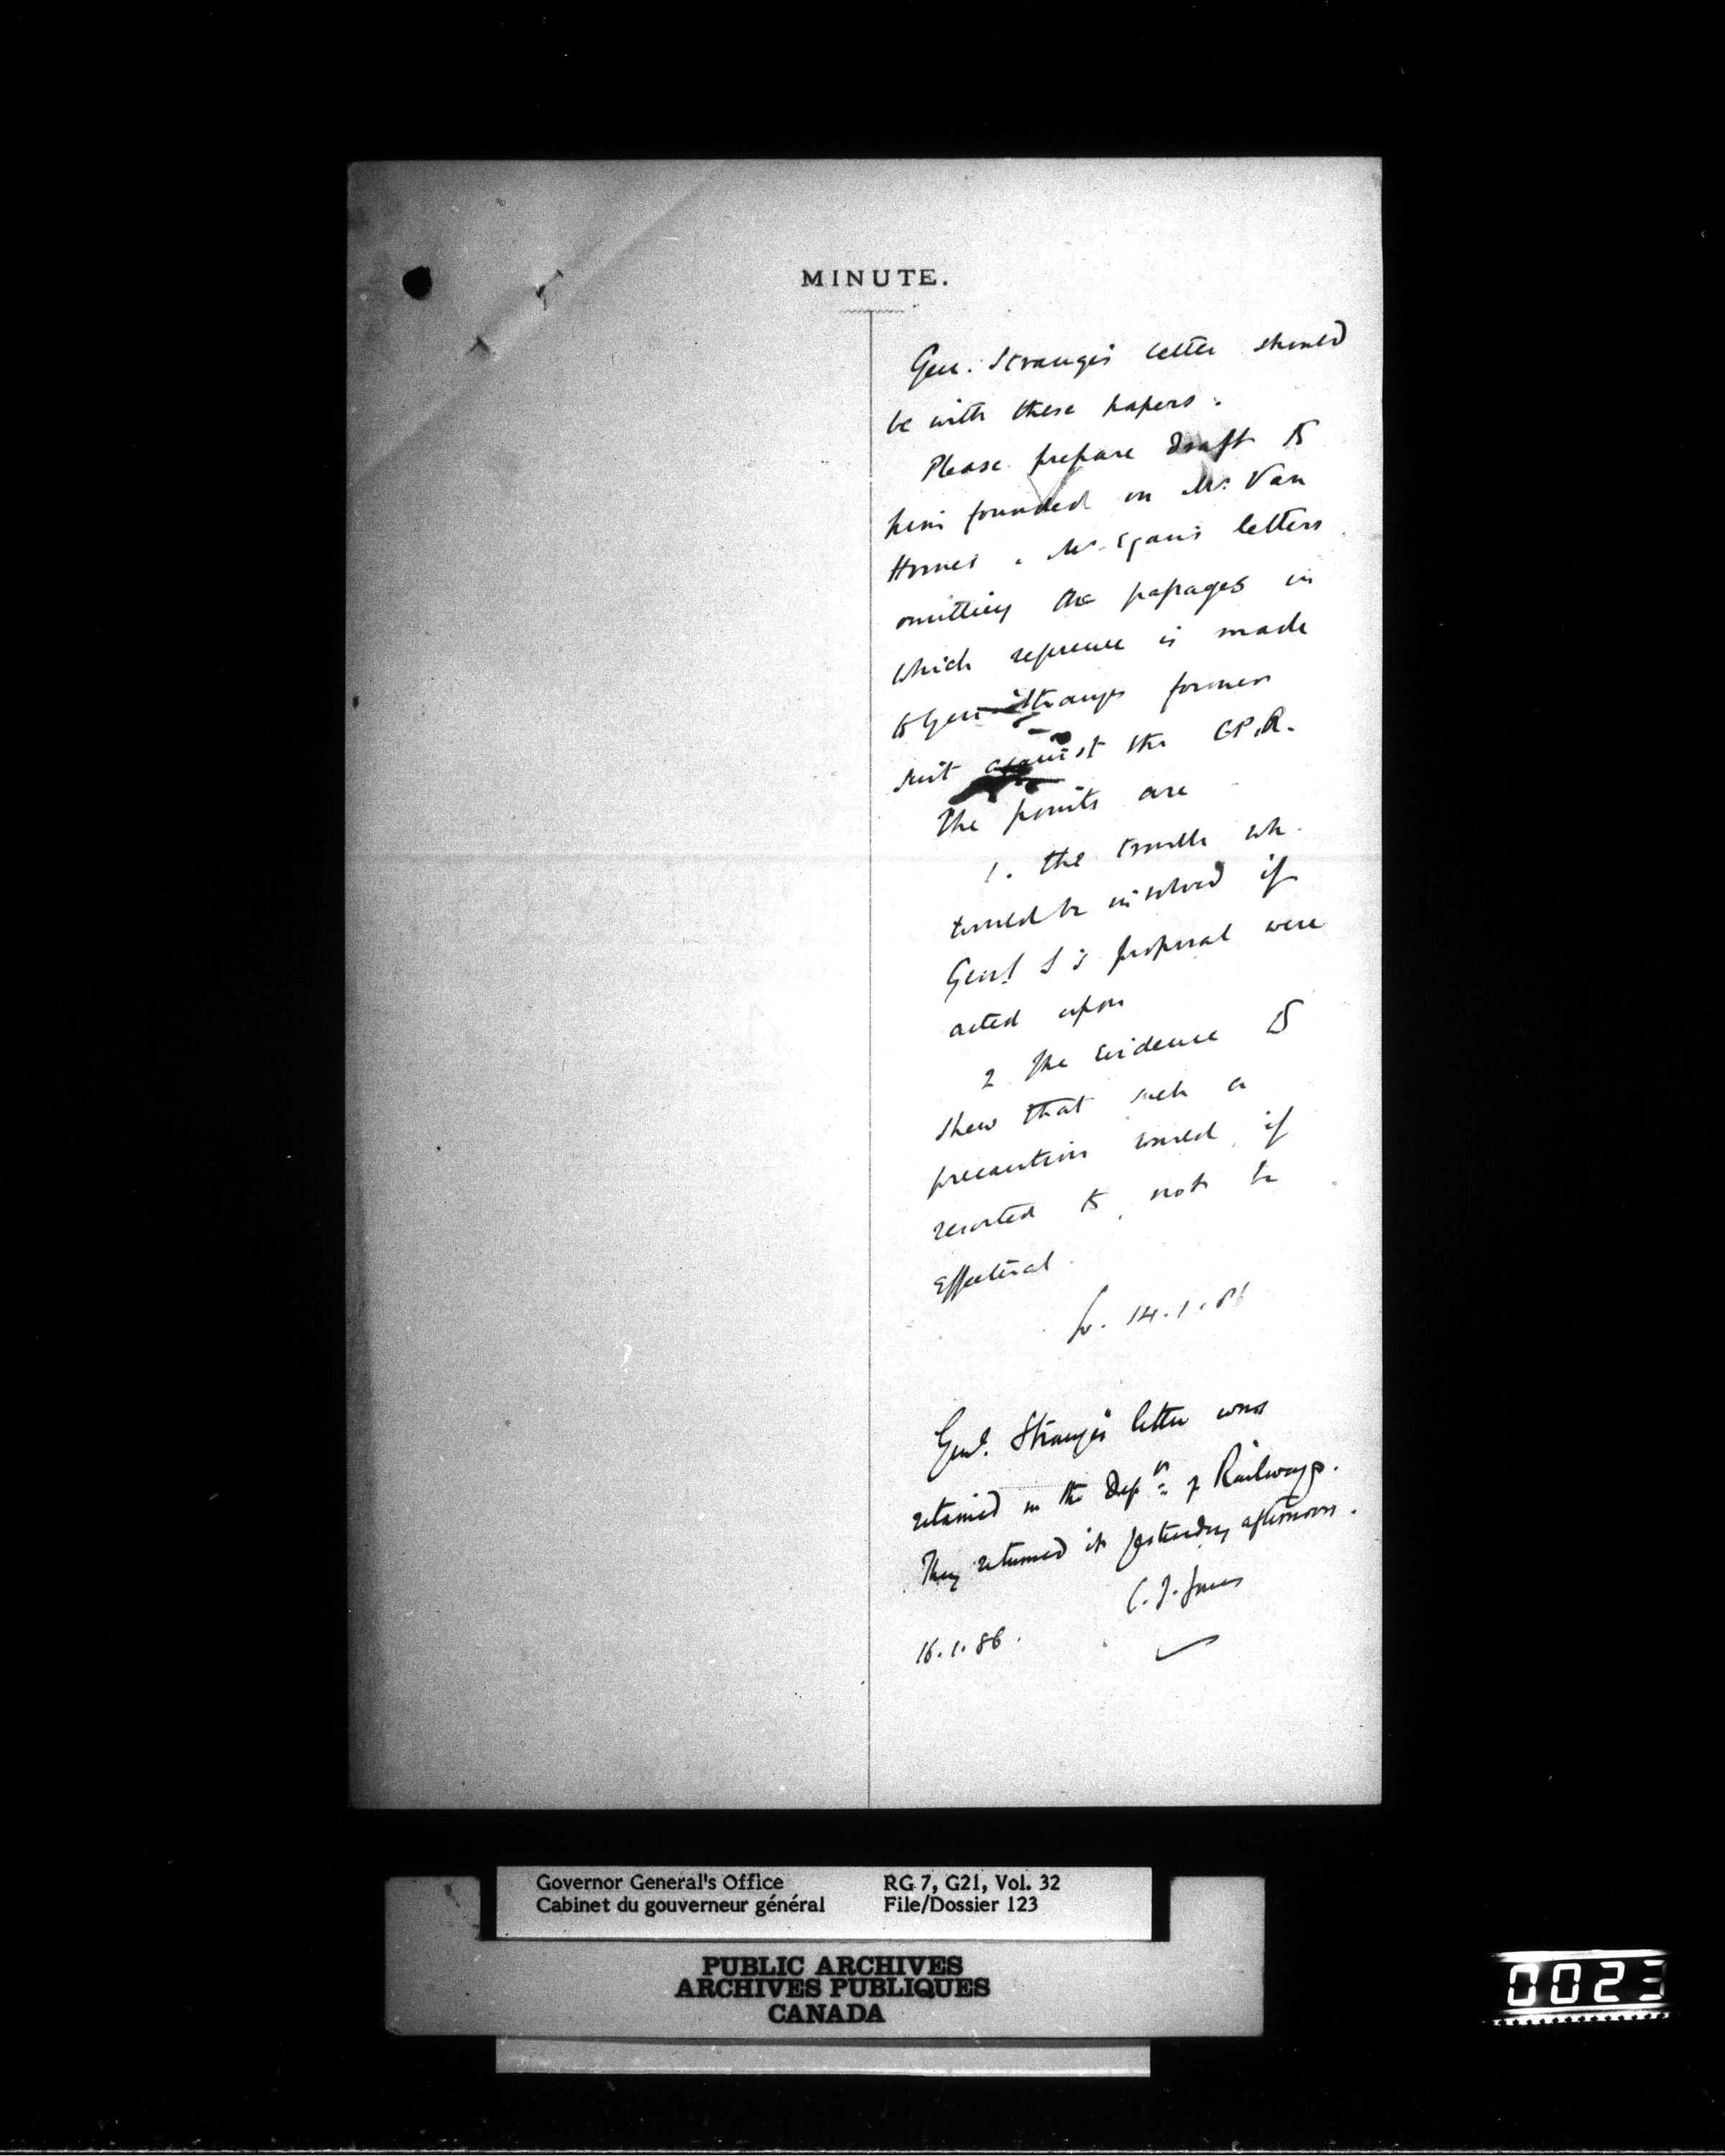 MINUTE.
Gen. Strange's letter should
be with these papers.
Please prepare draft to
him founded on Mr. Van
Horne's & Mr. Egan's letters
omitting the passages in
which reference is made
to Gen. Strange's former
suit against the C.P.R.
The points are
1. the trouble wh.
would be involved if
Genl S's proposal were
acted upon
2 The evidence to
shew that such a
precaution would, if
resorted to, not be
effectual.
L. 14.1.86
Genl. Strange's letter was
retained in the Dept. of Railways.
They returned it yesterday afternoon.
C. J. Jones
16.1.86.
Governor General's Office
Cabinet du gouverneur général
RG 7, G21, Vol. 32
File/Dossier 123
PUBLIC ARCHIVES
ARCHIVES PUBLIQUES
CANADA
0023